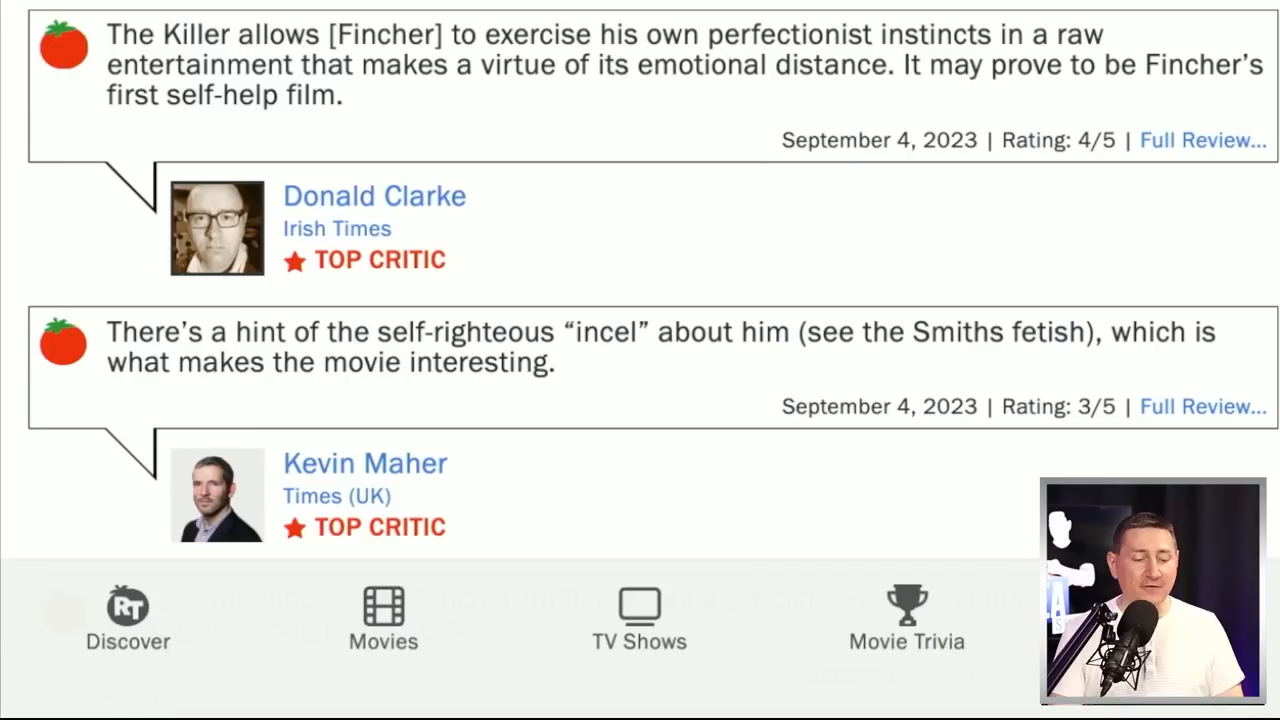 The Killer allows [Fincher] to exercise his own perfectionist instincts in a raw
entertainment that makes a virtue of its emotional distance. It may prove to be Fincher’s
first self-help film.
September 4, 2023 | Rating: 4/5 | Full Review...
Donald Clarke
Irish Times
TOP CRITIC
There’s a hint of the self-righteous “incel” about him (see the Smiths fetish), which is
what makes the movie interesting.
September 4, 2023 | Rating: 3/5 | Full Review...
Kevin Maher
Times (UK)
TOP CRITIC
RT
Discover
Movies
TV Shows
Movie Trivia